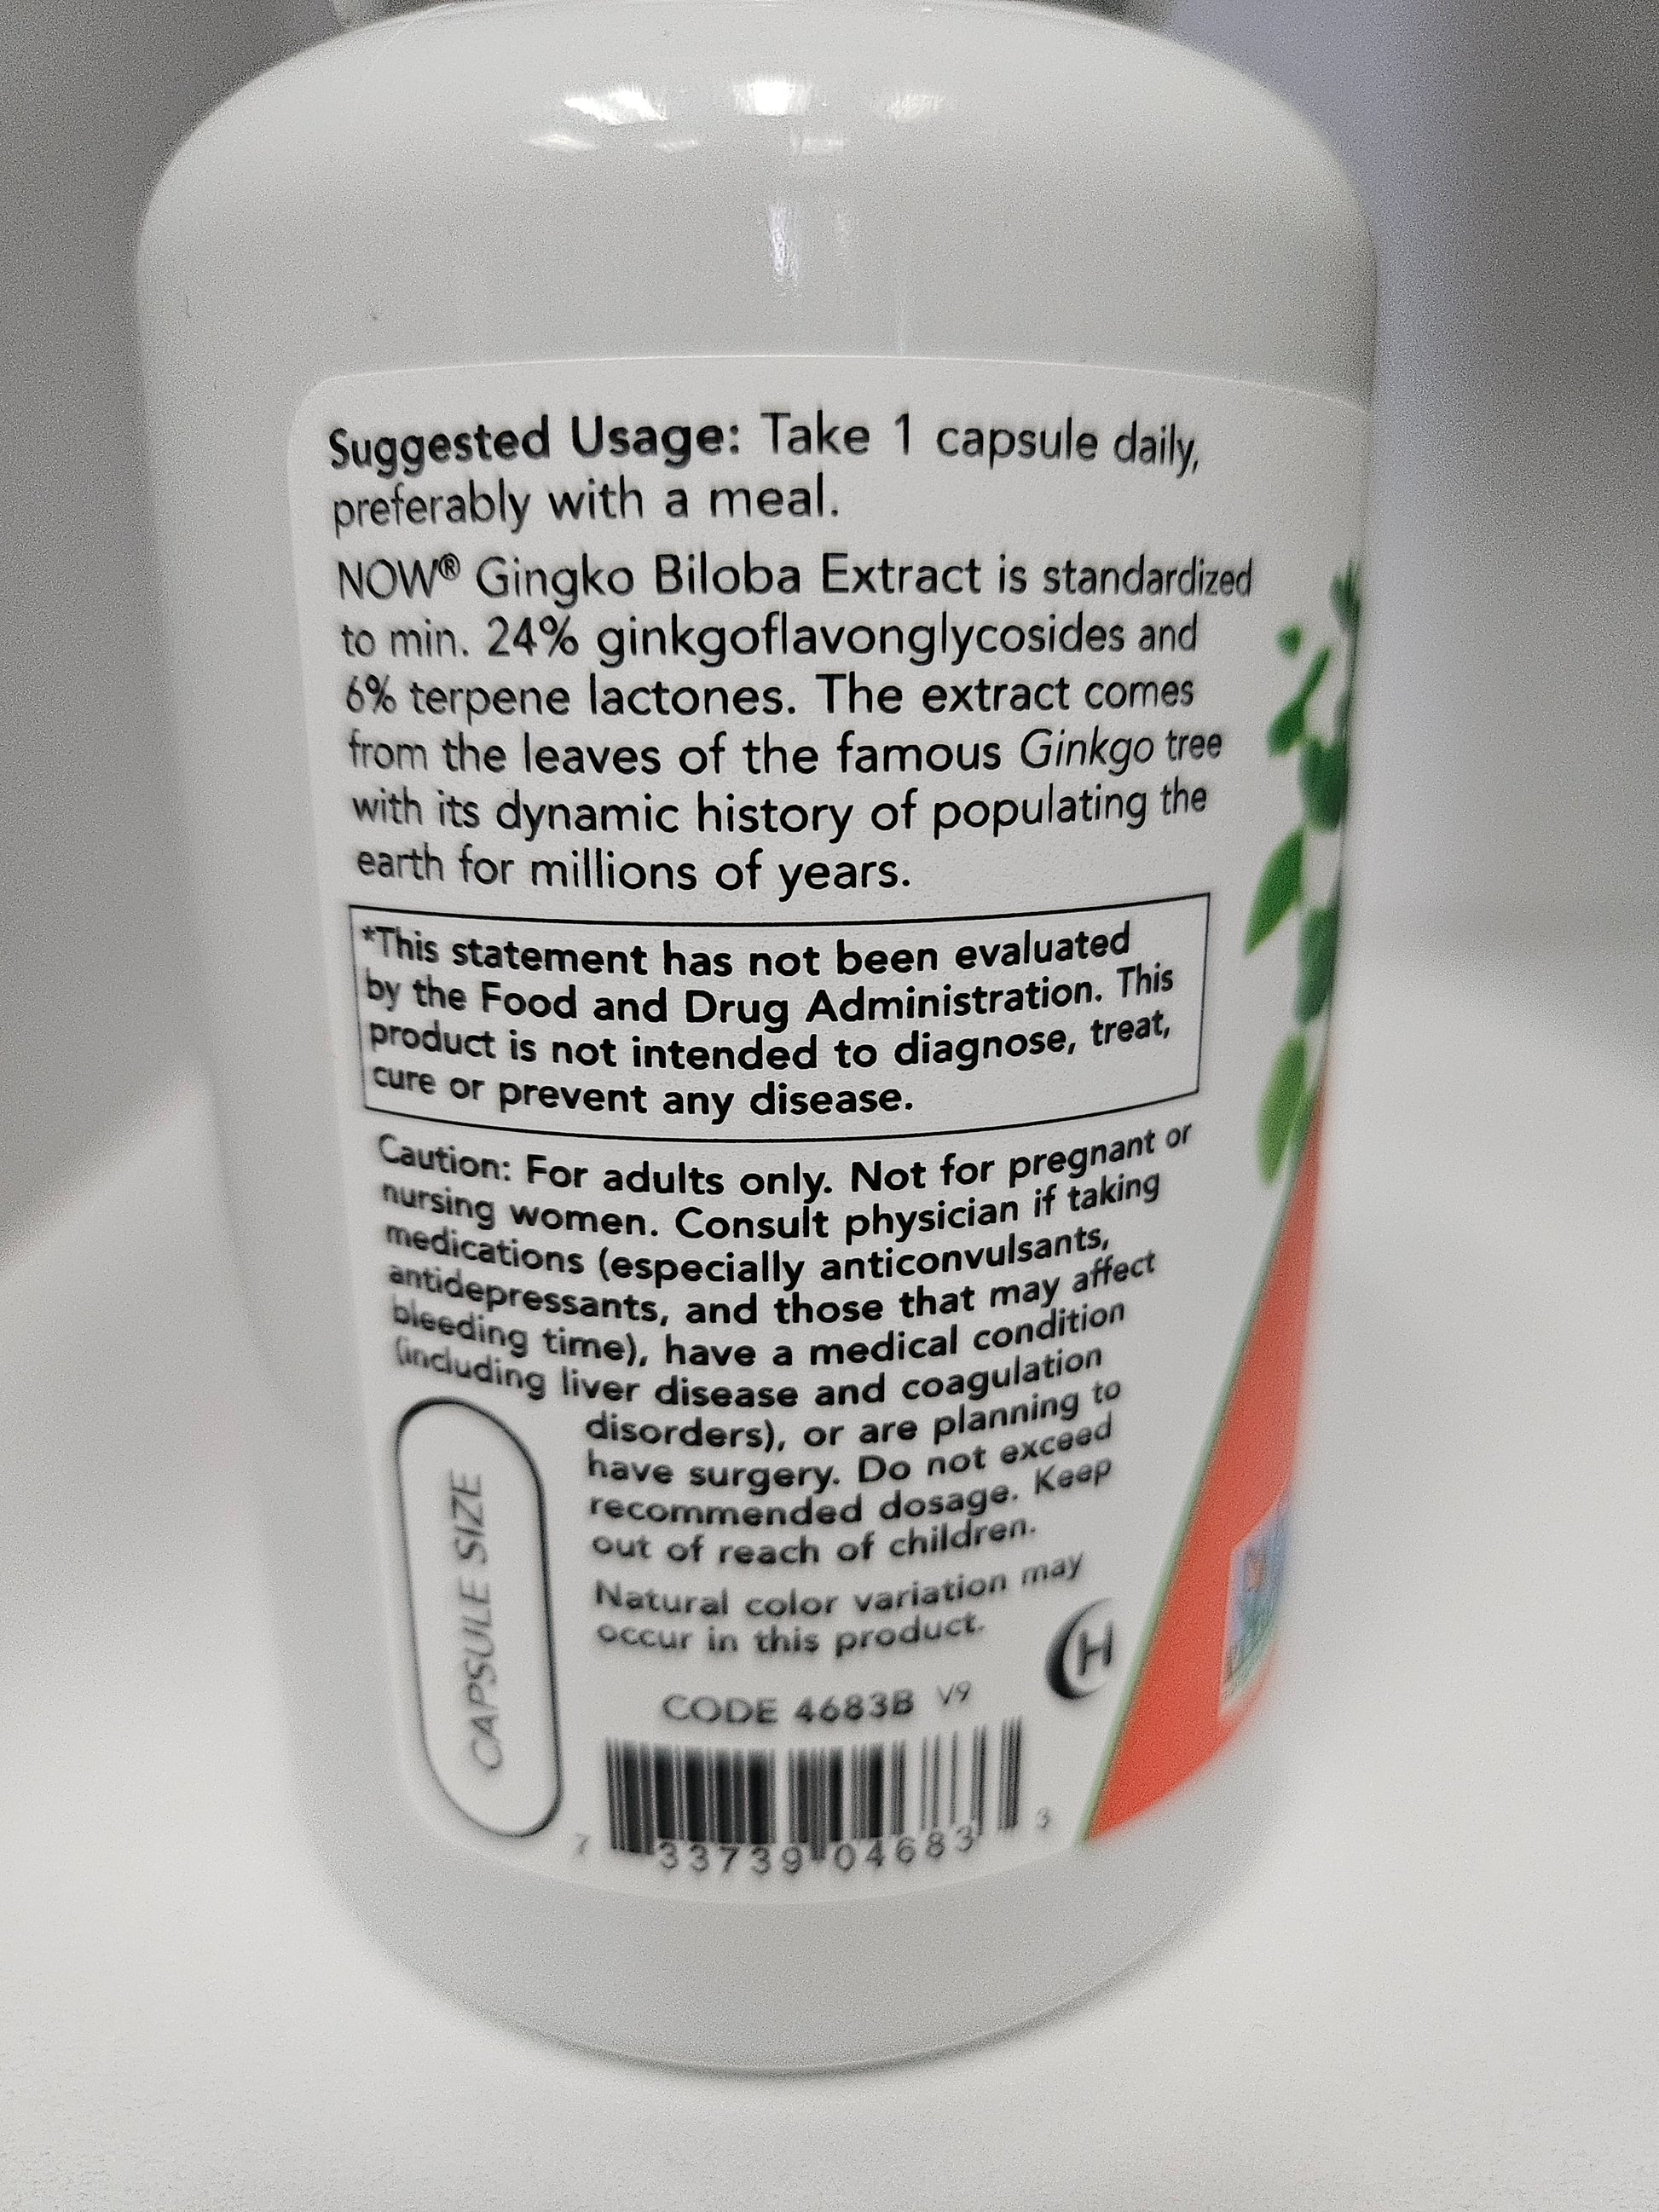 Suggested Usage: Take 1 capsule daily,
preferably with a meal.
NOW® Gingko Biloba Extract is standardized
to min. 24% ginkgoflavonglycosides and
6% terpene lactones. The extract comes
from the leaves of the famous Ginkgo tree
with its dynamic history of populating the
earth for millions of years.
*This statement has not been evaluated
by the Food and Drug Administration. This
product is not intended to diagnose, treat,
cure or prevent any disease.
Caution: For adults only. Not for pregnant or
nursing women. Consult physician if taking
medications (especially anticonvulsants,
antidepressants, and those that may affect
bleeding time), have a medical condition
(including liver disease and coagulation
disorders), or are planning to
have surgery. Do not exceed
recommended dosage. Keep
out of reach of children.
Natural color variation may
occur in this product.
CAPSULE SIZE
H
CODE 4683B V9
7 33739 04683 3